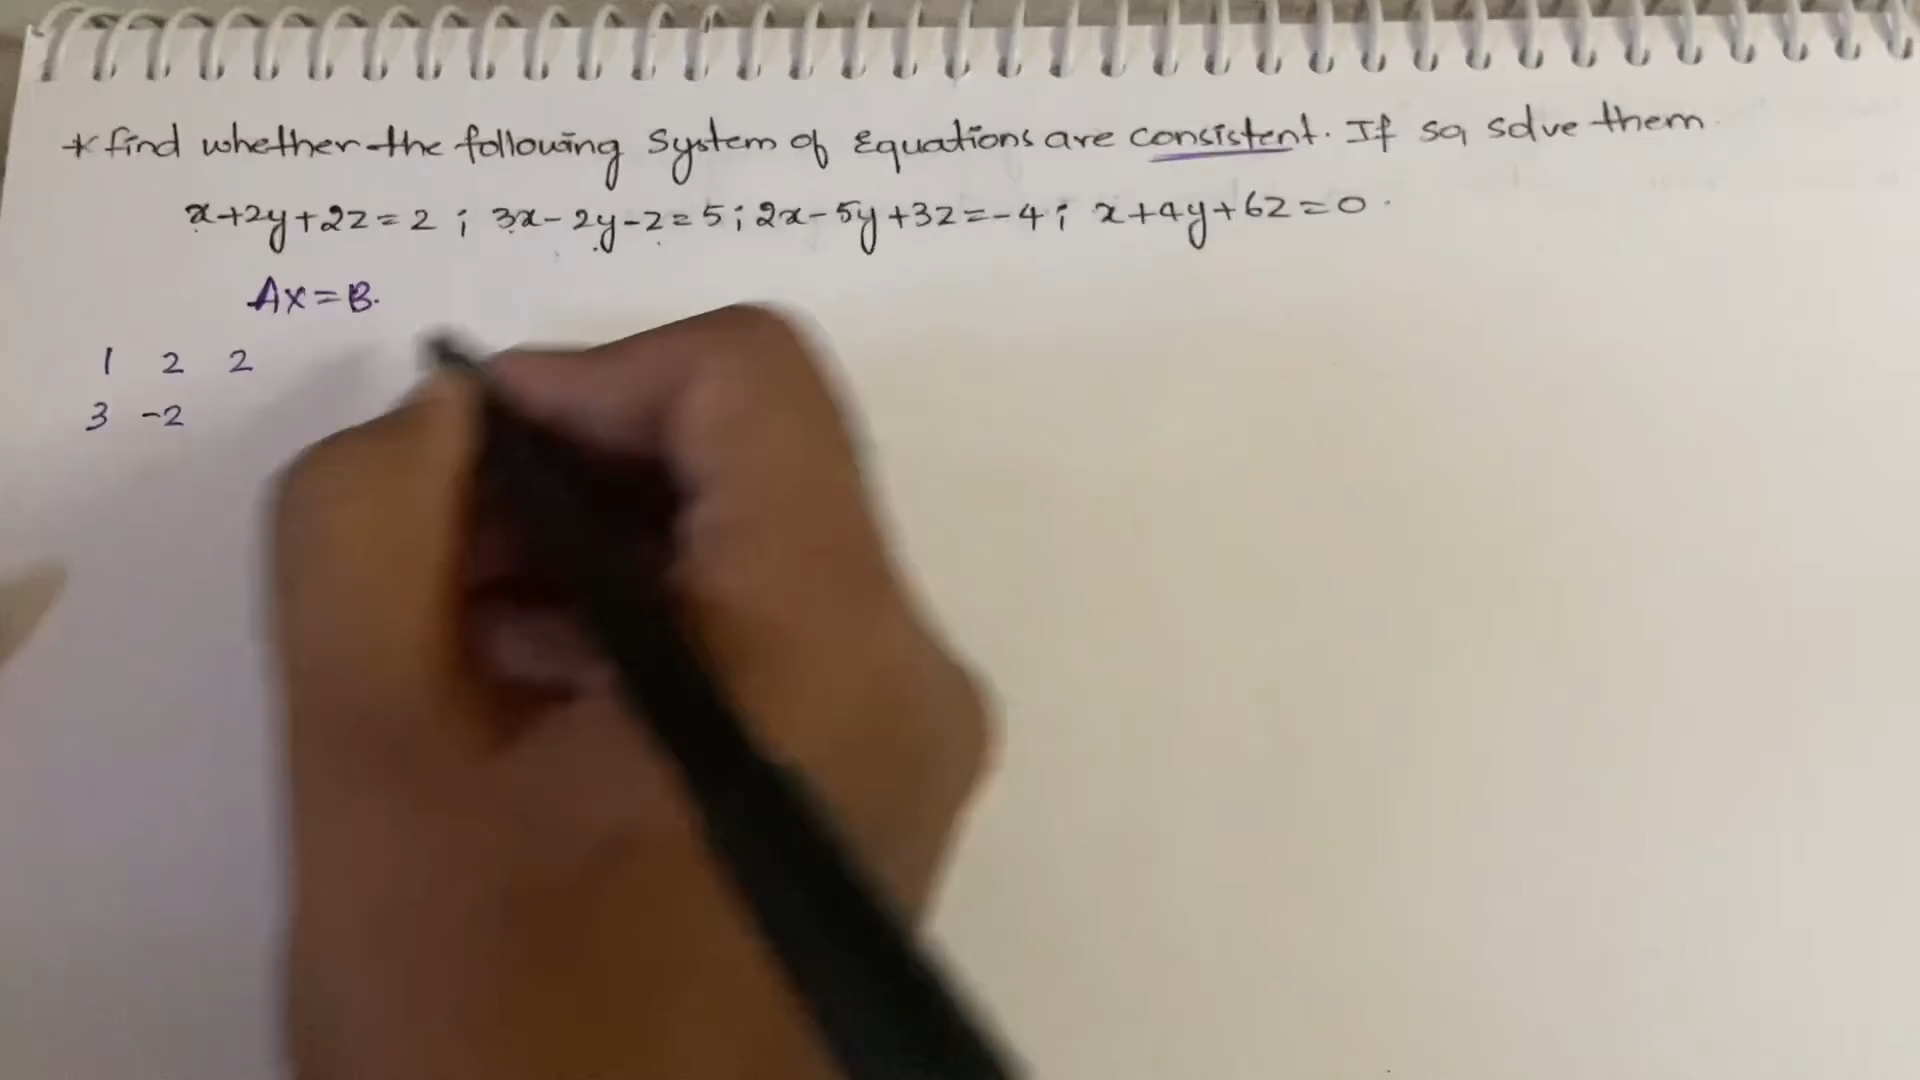 * find whether the following system of Equations are consistent. If so, solve them
x+2y+2z=2 ; 3x-2y-z=5 ; 2x-5y+3z=-4 ; x+4y+6z=0.
AX=B.
1 2 2
3 -2